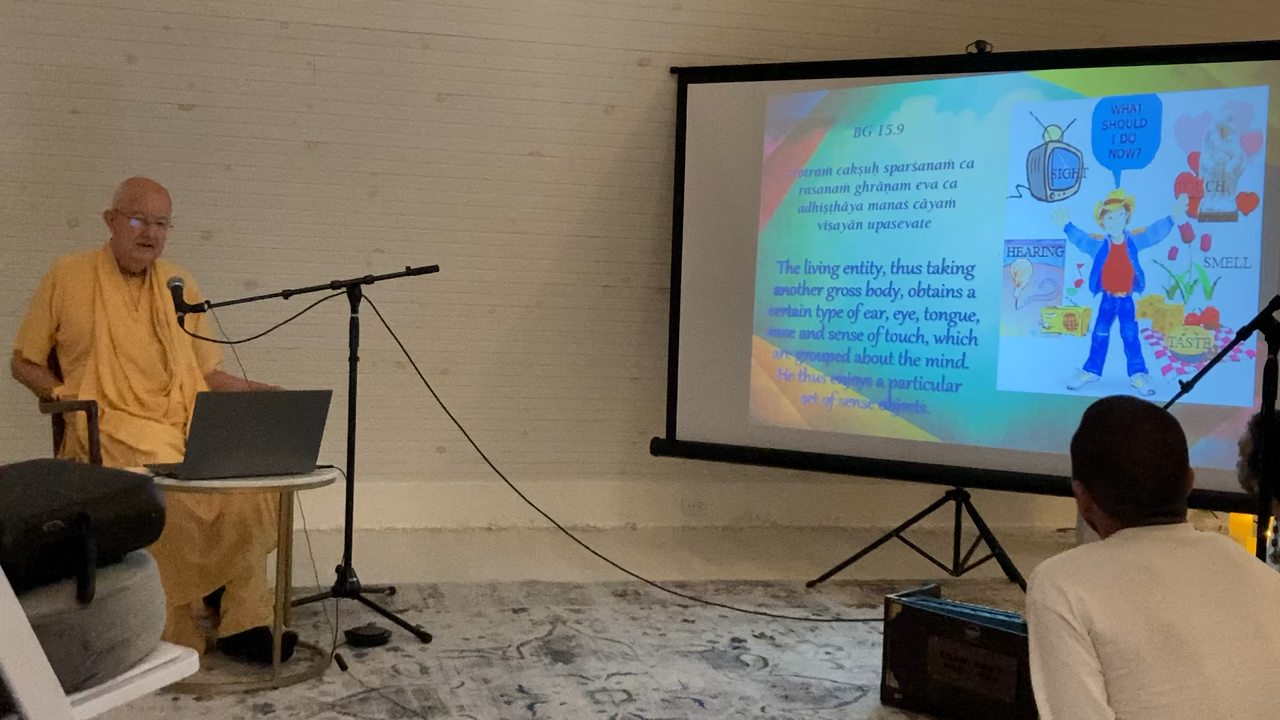 BG 15.9
śrotraṁ cakṣuḥ sparśanaṁ ca
rasanaṁ ghrāṇam eva ca
adhiṣṭhāya manaś cāyaṁ
viṣayān upasevate
The living entity, thus taking
another gross body, obtains a
certain type of ear, eye, tongue,
nose and sense of touch, which
are grouped about the mind.
He thus enjoys a particular
set of sense objects.
WHAT
SHOULD
I DO
NOW?
SIGHT
TOUCH
HEARING
SMELL
TASTE